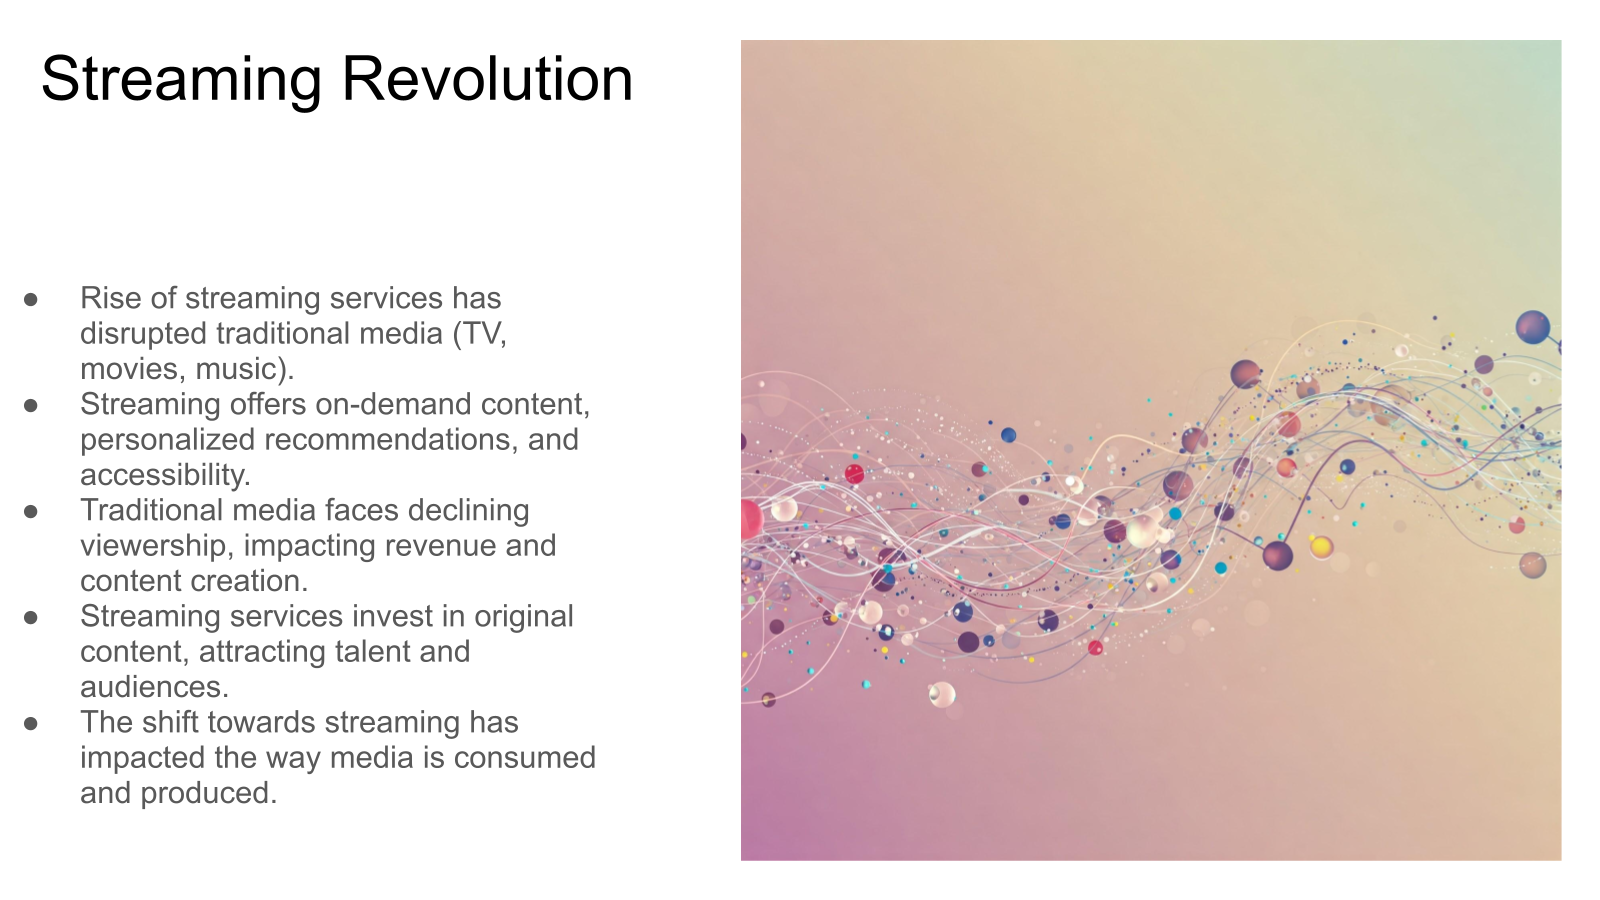 Streaming Revolution
● Rise of streaming services has
disrupted traditional media (TV,
movies, music).
● Streaming offers on-demand content,
personalized recommendations, and
accessibility.
● Traditional media faces declining
viewership, impacting revenue and
content creation.
● Streaming services invest in original
content, attracting talent and
audiences.
● The shift towards streaming has
impacted the way media is consumed
and produced.